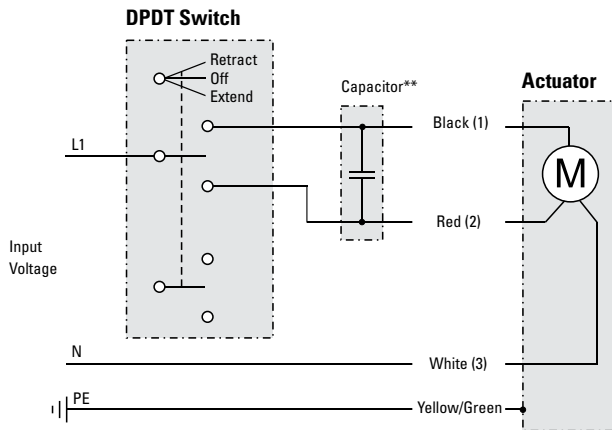 DPDT Switch
Retract
Off
Extend
Capacitor**
Actuator
L1
Black (1)
M
Red (2)
Input
Voltage
N
White (3)
PE
Yellow/Green